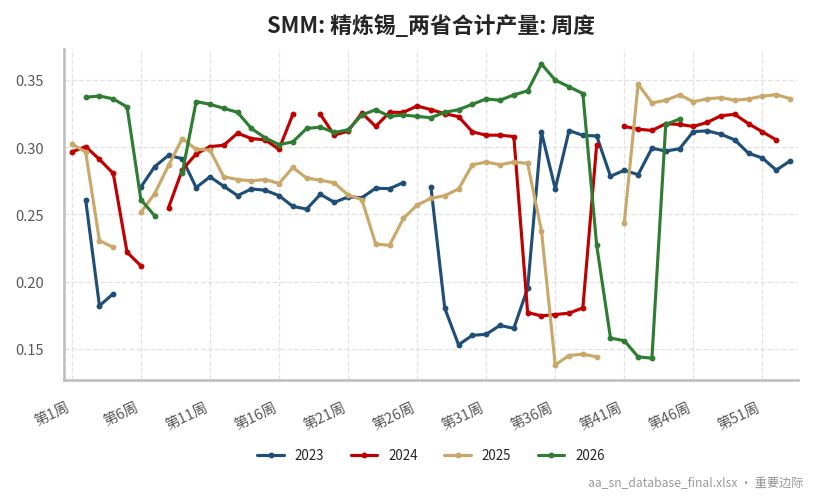 SMM: 精炼锡_两省合计产量: 周度
0.35
0.30
0.25
0.20
0.15
第1周 第6周 第11周 第16周 第21周 第26周 第31周 第36周 第41周 第46周 第51周
2023 2024 2025 2026
aa_sn_database_final.xlsx • 重要边际